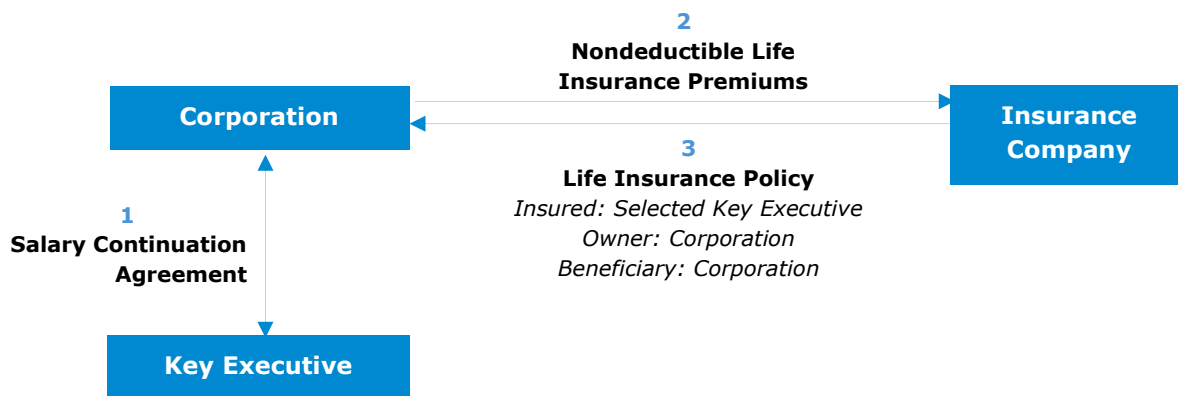 2
Nondeductible Life
Insurance Premiums
Corporation
Insurance
Company
3
Life Insurance Policy
Insured: Selected Key Executive
Owner: Corporation
Beneficiary: Corporation
1
Salary Continuation
Agreement
Key Executive